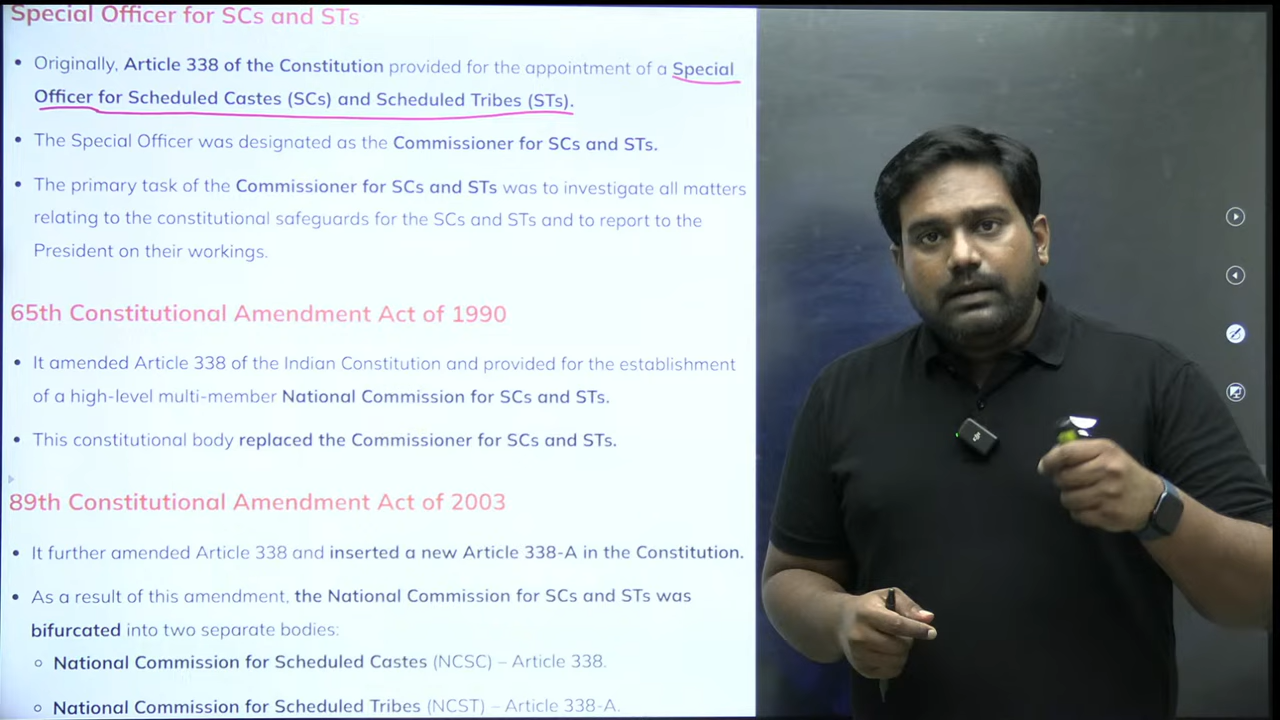 Special Officer for SCs and STs
• Originally, Article 338 of the Constitution provided for the appointment of a Special
Officer for Scheduled Castes (SCs) and Scheduled Tribes (STs).
• The Special Officer was designated as the Commissioner for SCs and STs.
• The primary task of the Commissioner for SCs and STs was to investigate all matters
relating to the constitutional safeguards for the SCs and STs and to report to the
President on their workings.
65th Constitutional Amendment Act of 1990
• It amended Article 338 of the Indian Constitution and provided for the establishment
of a high-level multi-member National Commission for SCs and STs.
• This constitutional body replaced the Commissioner for SCs and STs.
89th Constitutional Amendment Act of 2003
• It further amended Article 338 and inserted a new Article 338-A in the Constitution.
• As a result of this amendment, the National Commission for SCs and STs was
bifurcated into two separate bodies:
○ National Commission for Scheduled Castes (NCSC) – Article 338.
○ National Commission for Scheduled Tribes (NCST) – Article 338-A.